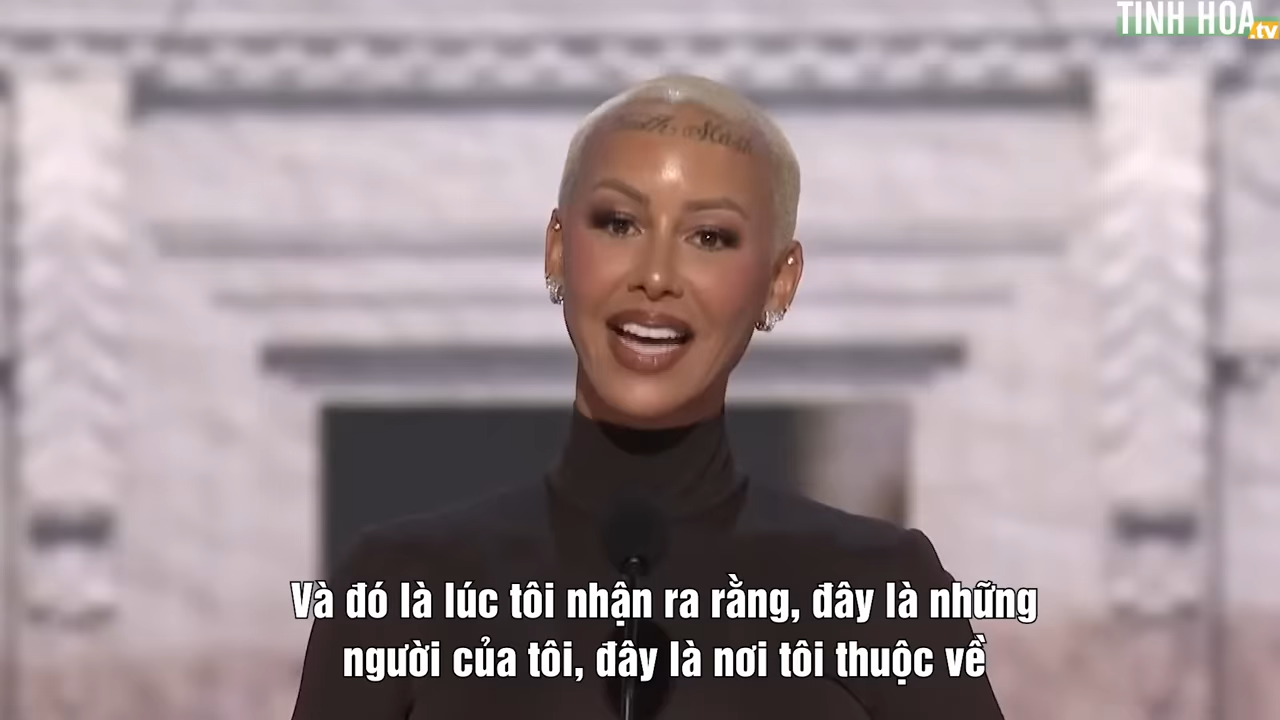 TINH HOA
.tv
Và đó là lúc tôi nhận ra rằng, đây là những
người của tôi, đây là nơi tôi thuộc về